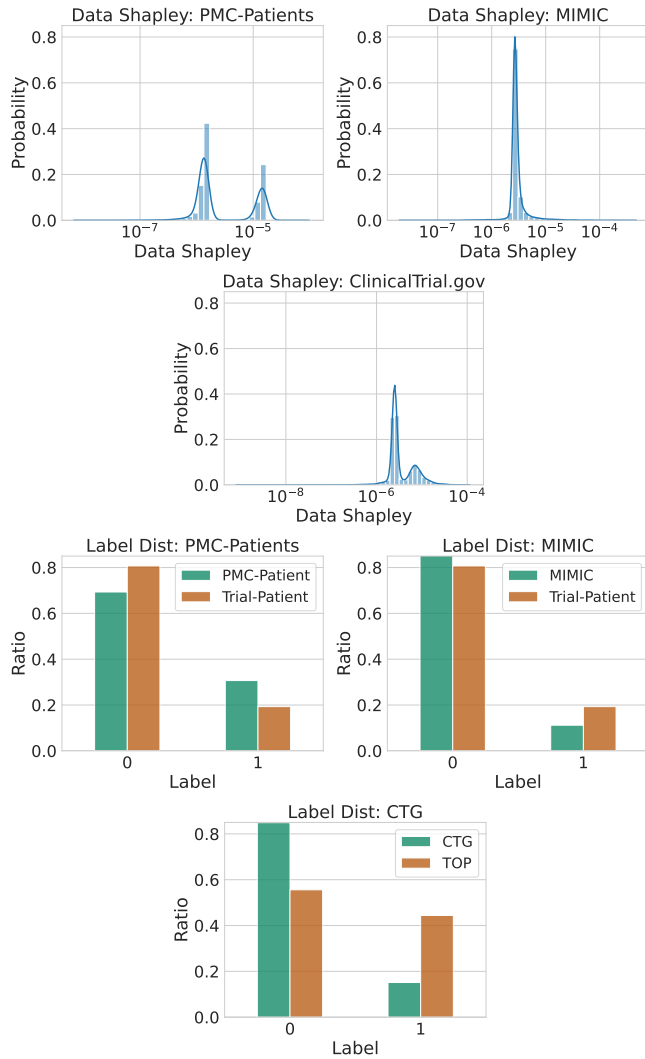 Data Shapley: PMC-Patients
0.8
0.6
0.4
0.2
0.0
Probability
10⁻⁷
10⁻⁵
Data Shapley
Data Shapley: MIMIC
0.8
0.6
0.4
0.2
0.0
Probability
10⁻⁷
10⁻⁶
10⁻⁵
10⁻⁴
Data Shapley
Data Shapley: ClinicalTrial.gov
0.8
0.6
0.4
0.2
0.0
Probability
10⁻⁸
10⁻⁶
10⁻⁴
Data Shapley
Label Dist: PMC-Patients
0.8
0.6
0.4
0.2
0.0
Ratio
PMC-Patient
Trial-Patient
0
1
Label
Label Dist: MIMIC
0.8
0.6
0.4
0.2
0.0
Ratio
MIMIC
Trial-Patient
0
1
Label
Label Dist: CTG
0.8
0.6
0.4
0.2
0.0
Ratio
CTG
TOP
0
1
Label